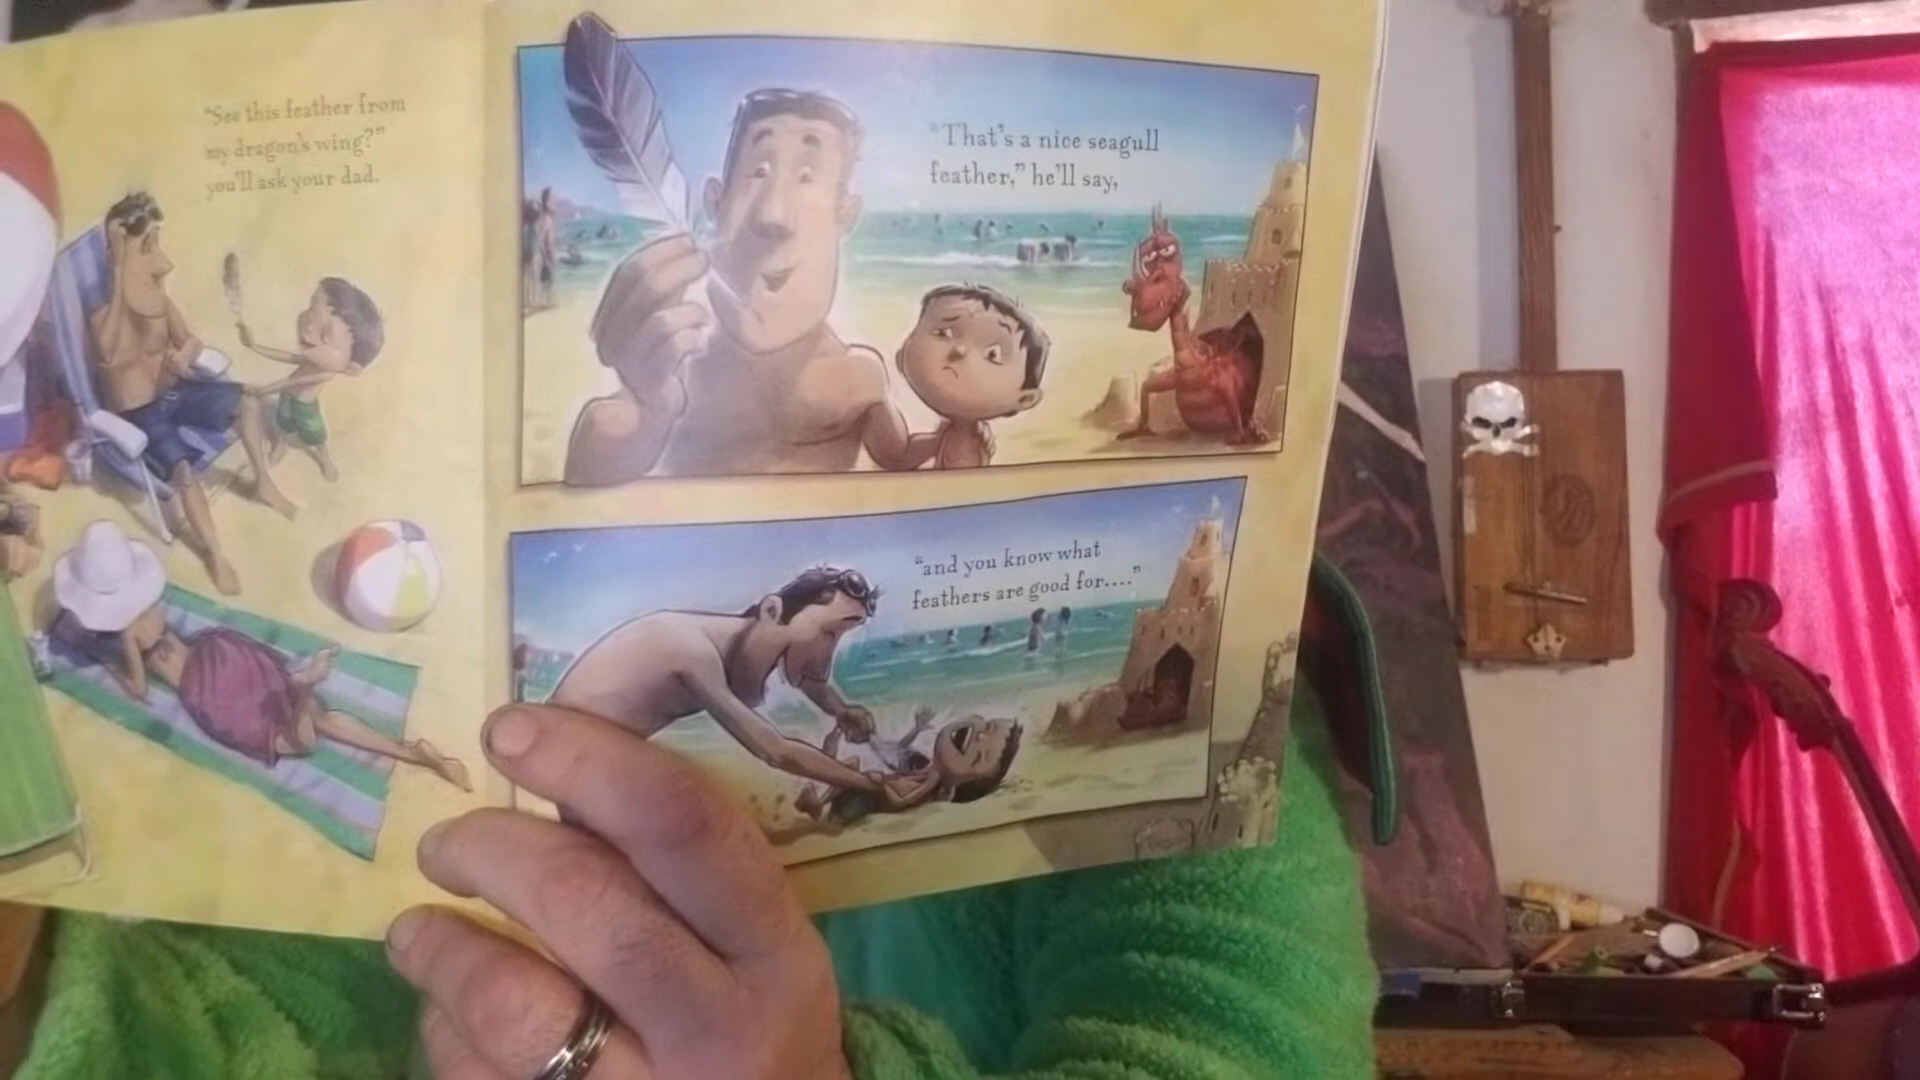 "See this feather from
my dragon's wing?"
you'll ask your dad.
"That's a nice seagull
feather," he'll say,
"and you know what
feathers are good for...."